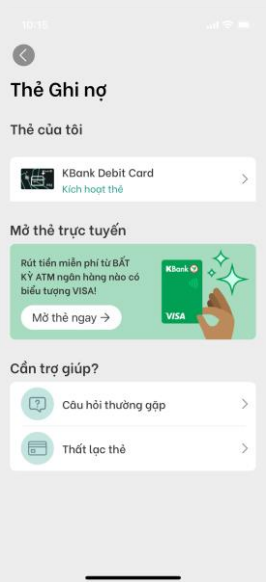 10:15
Thẻ Ghi nợ
Thẻ của tôi
KBank Debit Card
Kích hoạt thẻ
Mở thẻ trực tuyến
Rút tiền miễn phí từ BẤT
KỲ ATM ngân hàng nào có
biểu tượng VISA!
Mở thẻ ngay →
KBank
VISA
Cần trợ giúp?
Câu hỏi thường gặp
Thất lạc thẻ